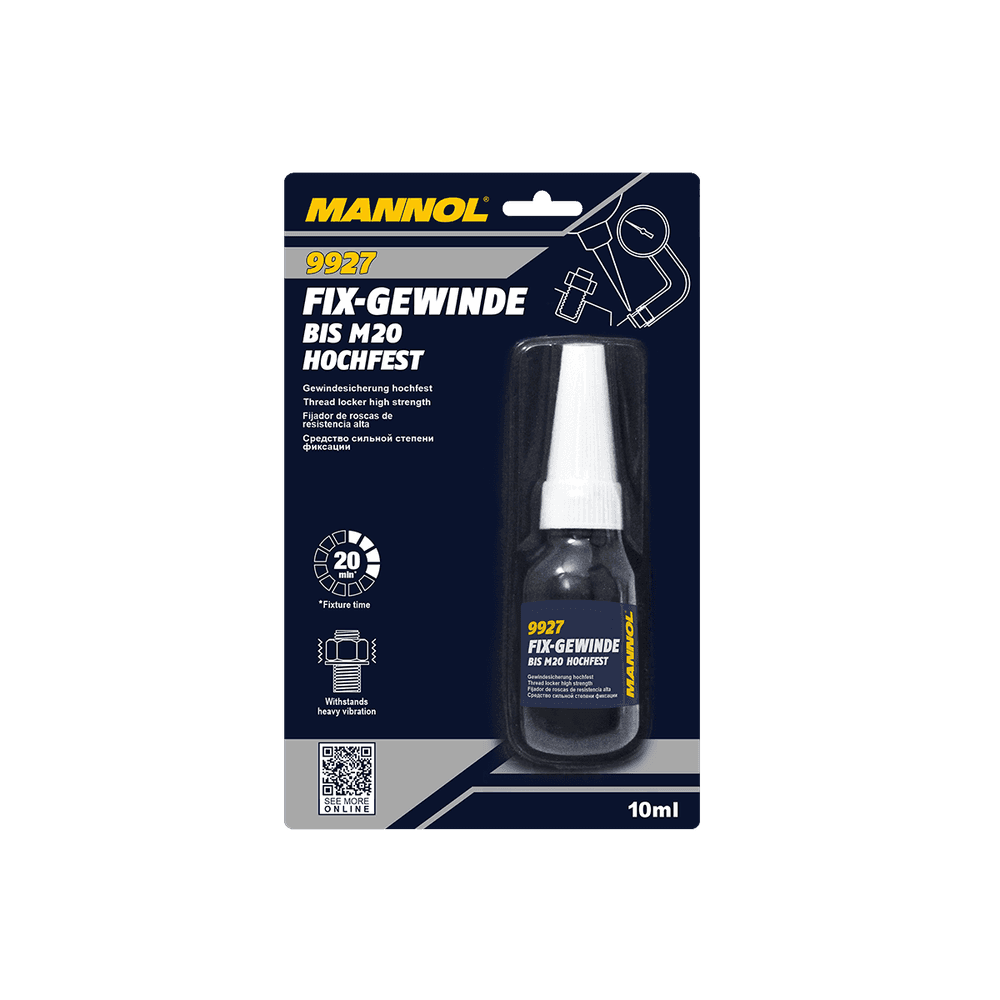 MANNOL®
9927
FIX-GEWINDE
BIS M20
HOCHFEST
Gewindesicherung hochfest
Thread locker high strength
Fijador de roscas de
resistencia alta
Средство сильной степени
фиксации
20
min*
*Fixture time
Withstands
heavy vibration
SEE MORE
ONLINE
9927
FIX-GEWINDE
BIS M20 HOCHFEST
Gewindesicherung hochfest
Thread locker high strength
Fijador de roscas de resistencia alta
Средство сильной степени фиксации
MANNOL
10ml